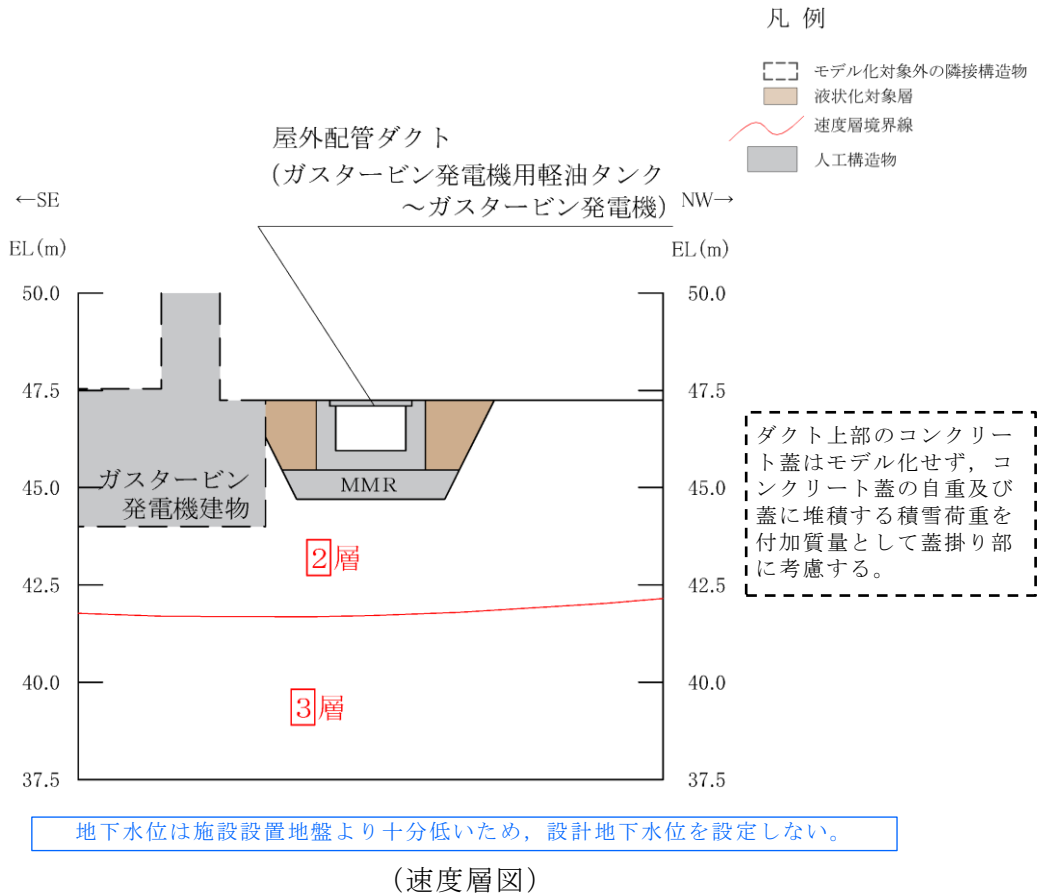 凡 例
モデル化対象外の隣接構造物
液状化対象層
速度層境界線
人工構造物
屋外配管ダクト
(ガスタービン発電機用軽油タンク
～ガスタービン発電機)
←SE
NW→
EL(m)
EL(m)
50.0
50.0
47.5
47.5
45.0
45.0
42.5
42.5
40.0
40.0
37.5
37.5
ガスタービン
発電機建物
MMR
2層
3層
ダクト上部のコンクリー
ト蓋はモデル化せず，コ
ンクリート蓋の自重及び
蓋に堆積する積雪荷重を
付加質量として蓋掛り部
に考慮する。
地下水位は施設設置地盤より十分低いため，設計地下水位を設定しない。
(速度層図)